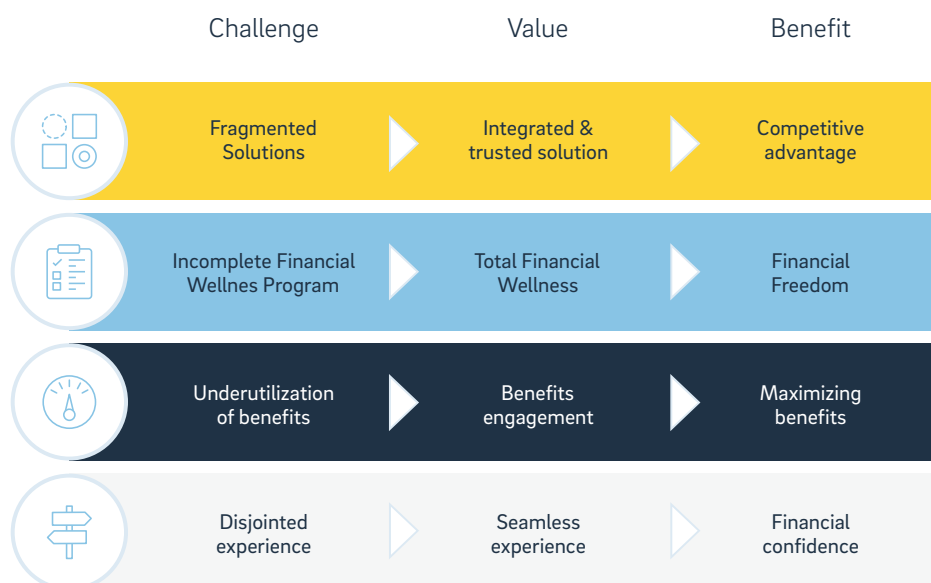 Challenge
Value
Benefit
Fragmented
Solutions
Integrated &
trusted solution
Competitive
advantage
Incomplete Financial
Wellnes Program
Total Financial
Wellness
Financial
Freedom
Underutilization
of benefits
Benefits
engagement
Maximizing
benefits
Disjointed
experience
Seamless
experience
Financial
confidence